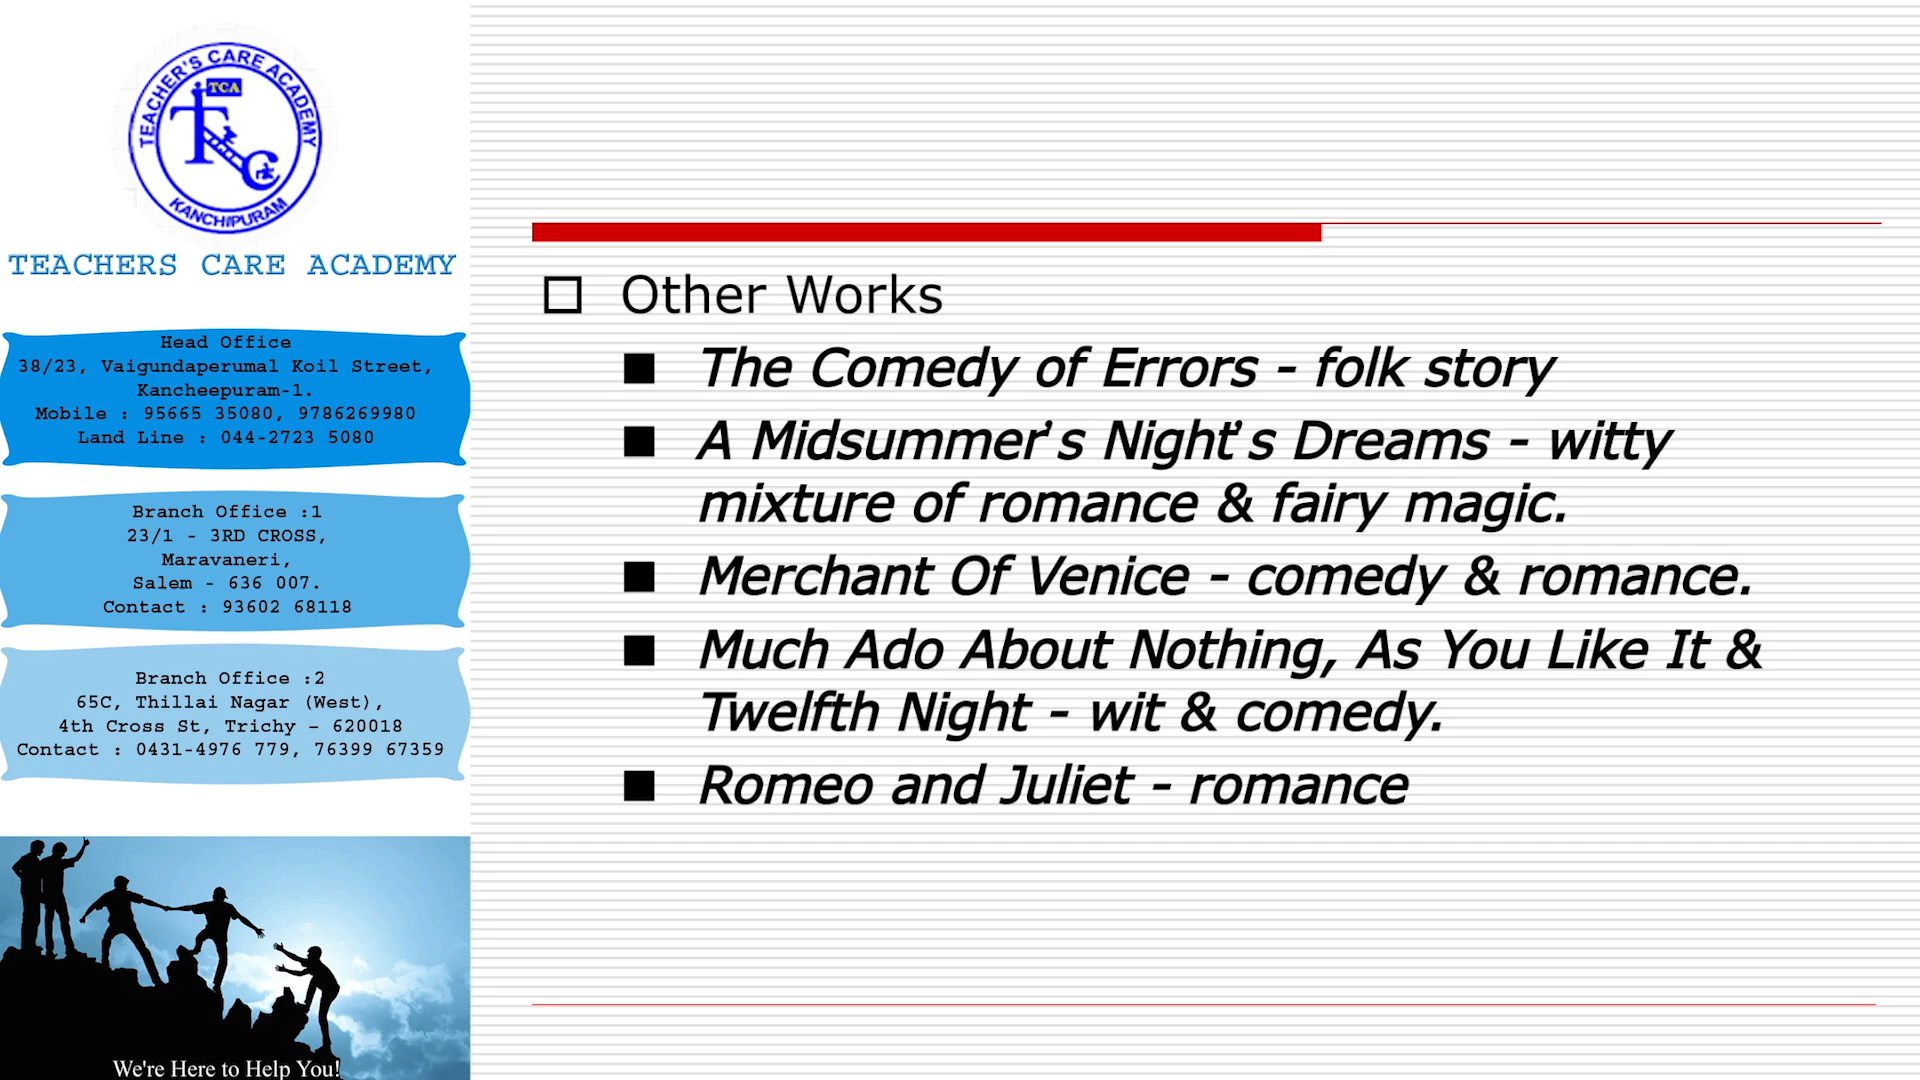 TEACHER'S CARE ACADEMY
TCA
KANCHIPURAM
TEACHERS CARE ACADEMY
Head Office
38/23, Vaigundaperumal Koil Street,
Kancheepuram-1.
Mobile : 95665 35080, 9786269980
Land Line : 044-2723 5080
Branch Office :1
23/1 - 3RD CROSS,
Maravaneri,
Salem - 636 007.
Contact : 93602 68118
Branch Office :2
65C, Thillai Nagar (West),
4th Cross St, Trichy – 620018
Contact : 0431-4976 779, 76399 67359
We're Here to Help You!
Other Works
The Comedy of Errors - folk story
A Midsummer's Night's Dreams - witty
mixture of romance & fairy magic.
Merchant Of Venice - comedy & romance.
Much Ado About Nothing, As You Like It &
Twelfth Night - wit & comedy.
Romeo and Juliet - romance